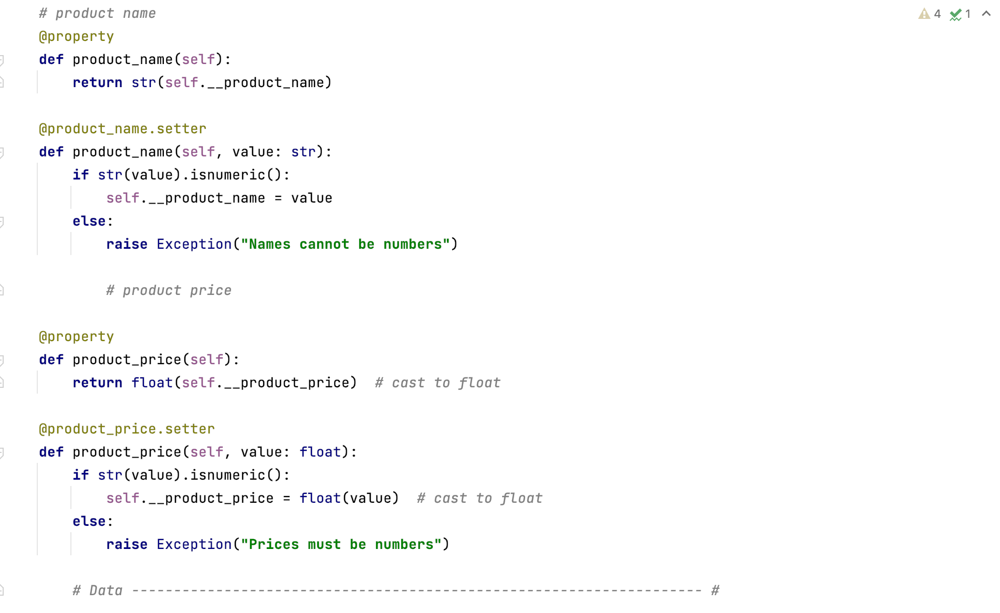 # product name
4 1
@property
def product_name(self):
    return str(self.__product_name)
@product_name.setter
def product_name(self, value: str):
    if str(value).isnumeric():
        self.__product_name = value
    else:
        raise Exception("Names cannot be numbers")
        # product price
@property
def product_price(self):
    return float(self.__product_price)  # cast to float
@product_price.setter
def product_price(self, value: float):
    if str(value).isnumeric():
        self.__product_price = float(value)  # cast to float
    else:
        raise Exception("Prices must be numbers")
    # Data -------------------------------------------------------------------- #